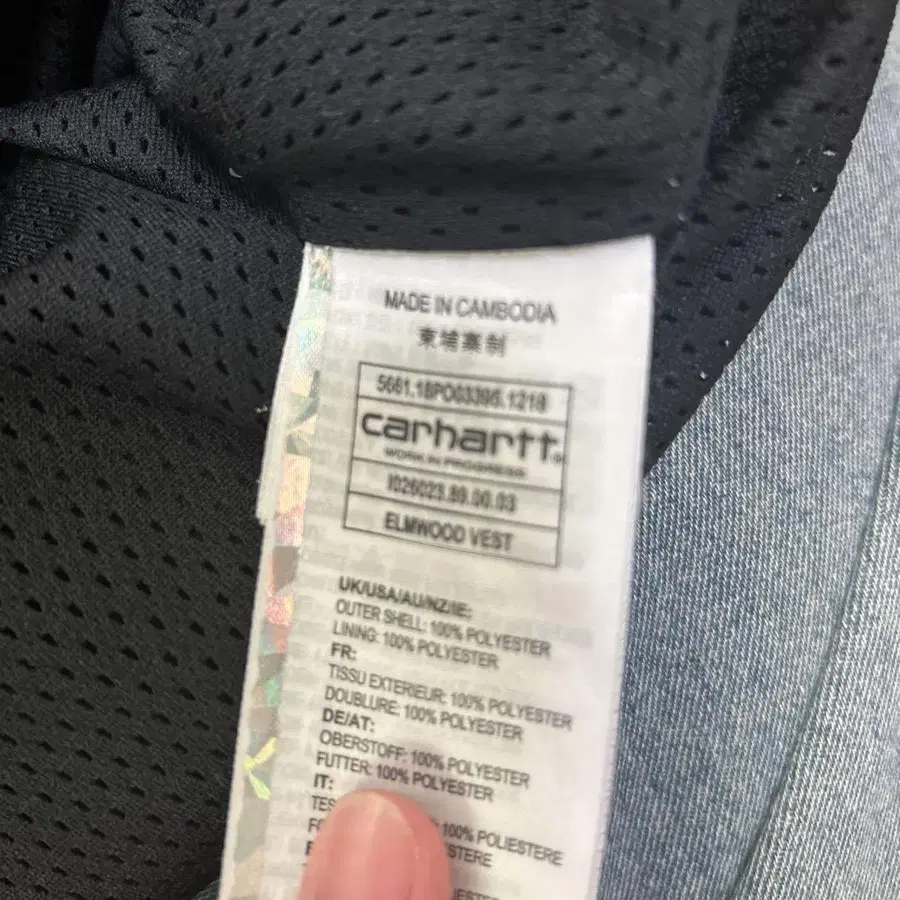 MADE IN CAMBODIA
柬埔寨制
5661.18PO03395.1218
carhartt
WORK IN PROGRESS
I026023.89.00.03
ELMWOOD VEST
UK/USA/AU/NZ/IE:
OUTER SHELL: 100% POLYESTER
LINING: 100% POLYESTER
FR:
TISSU EXTERIEUR: 100% POLYESTER
DOUBLURE: 100% POLYESTER
DE/AT:
OBERSTOFF: 100% POLYESTER
FUTTER: 100% POLYESTER
IT:
100% POLIESTERE